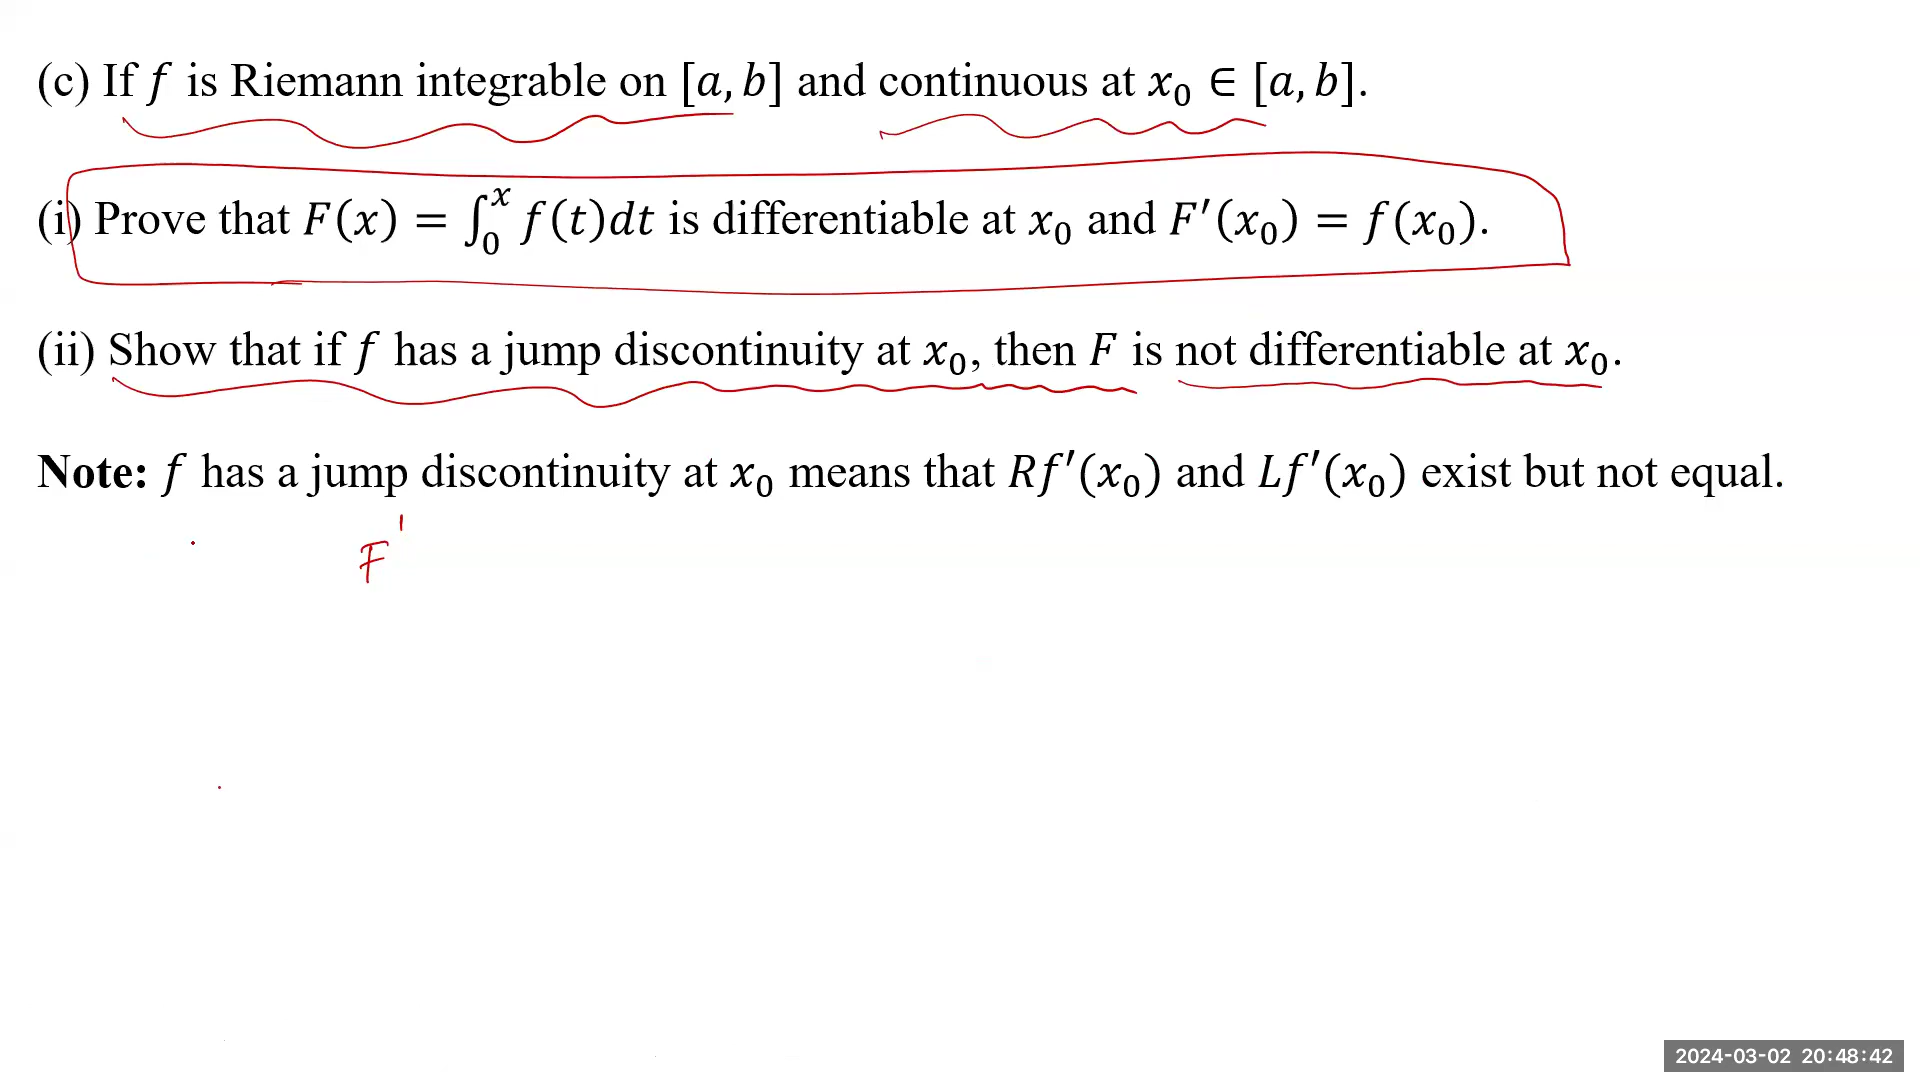 (c) If f is Riemann integrable on [a, b] and continuous at x₀ ∈ [a, b].
(i) Prove that F(x) = ∫₀ˣ f(t)dt is differentiable at x₀ and F′(x₀) = f(x₀).
(ii) Show that if f has a jump discontinuity at x₀, then F is not differentiable at x₀.
Note: f has a jump discontinuity at x₀ means that Rf′(x₀) and Lf′(x₀) exist but not equal.
F'
2024-03-02 20:48:42